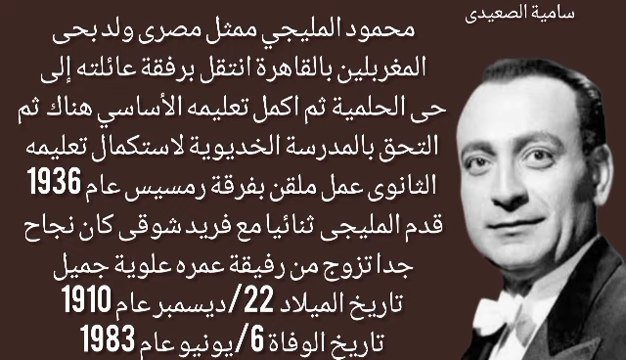 سامية الصعيدى
محمود المليجي ممثل مصرى ولد بحى
المغربلين بالقاهرة انتقل برفقة عائلته إلى
حى الحلمية ثم اكمل تعليمه الأساسي هناك ثم
التحق بالمدرسة الخديوية لاستكمال تعليمه
الثانوى عمل ملقن بفرقة رمسيس عام 1936
قدم المليجى ثنائيا مع فريد شوقى كان نجاح
جدا تزوج من رفيقة عمره علوية جميل
تاريخ الميلاد 22/ديسمبر عام 1910
تاريخ الوفاة 6/يونيو عام 1983